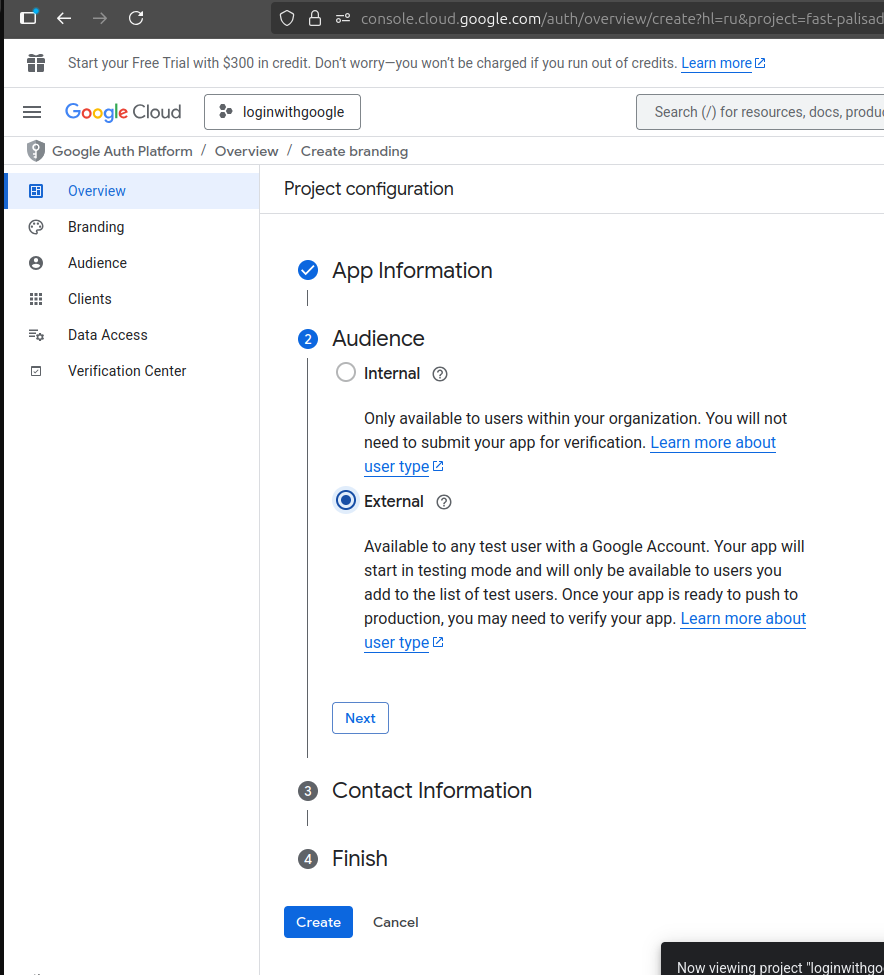 console.cloud.google.com/auth/overview/create?hl=ru&project=fast-palisad
Start your Free Trial with $300 in credit. Don't worry—you won't be charged if you run out of credits. Learn more
Google Cloud
loginwithgoogle
Search (/) for resources, docs, produ
Google Auth Platform / Overview / Create branding
Overview
Branding
Audience
Clients
Data Access
Verification Center
Project configuration
App Information
2 Audience
Internal
Only available to users within your organization. You will not
need to submit your app for verification. Learn more about
user type
External
Available to any test user with a Google Account. Your app will
start in testing mode and will only be available to users you
add to the list of test users. Once your app is ready to push to
production, you may need to verify your app. Learn more about
user type
Next
3 Contact Information
4 Finish
Create
Cancel
Now viewing project "loginwithgoo